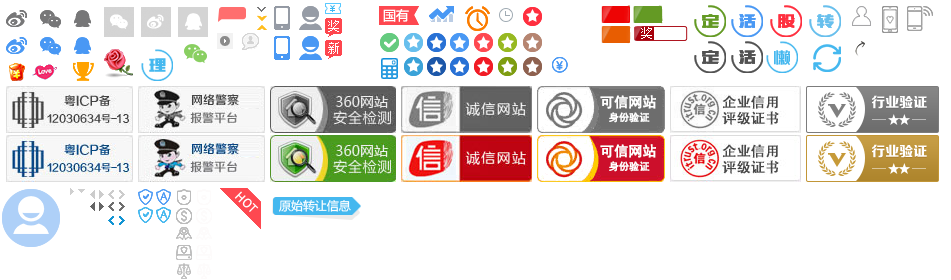 国有
奖
新
奖
定 活 股 转
定 活 懒
理
Love
粤ICP备
12030634号-13
网络警察
报警平台
360网站
安全检测
信
诚信网站
可信网站
身份验证
itrust.org
信
企业信用
评级证书
行业验证
粤ICP备
12030634号-13
网络警察
报警平台
360网站
安全检测
信
诚信网站
可信网站
身份验证
itrust.org
信
企业信用
评级证书
行业验证
HOT
原始转让信息